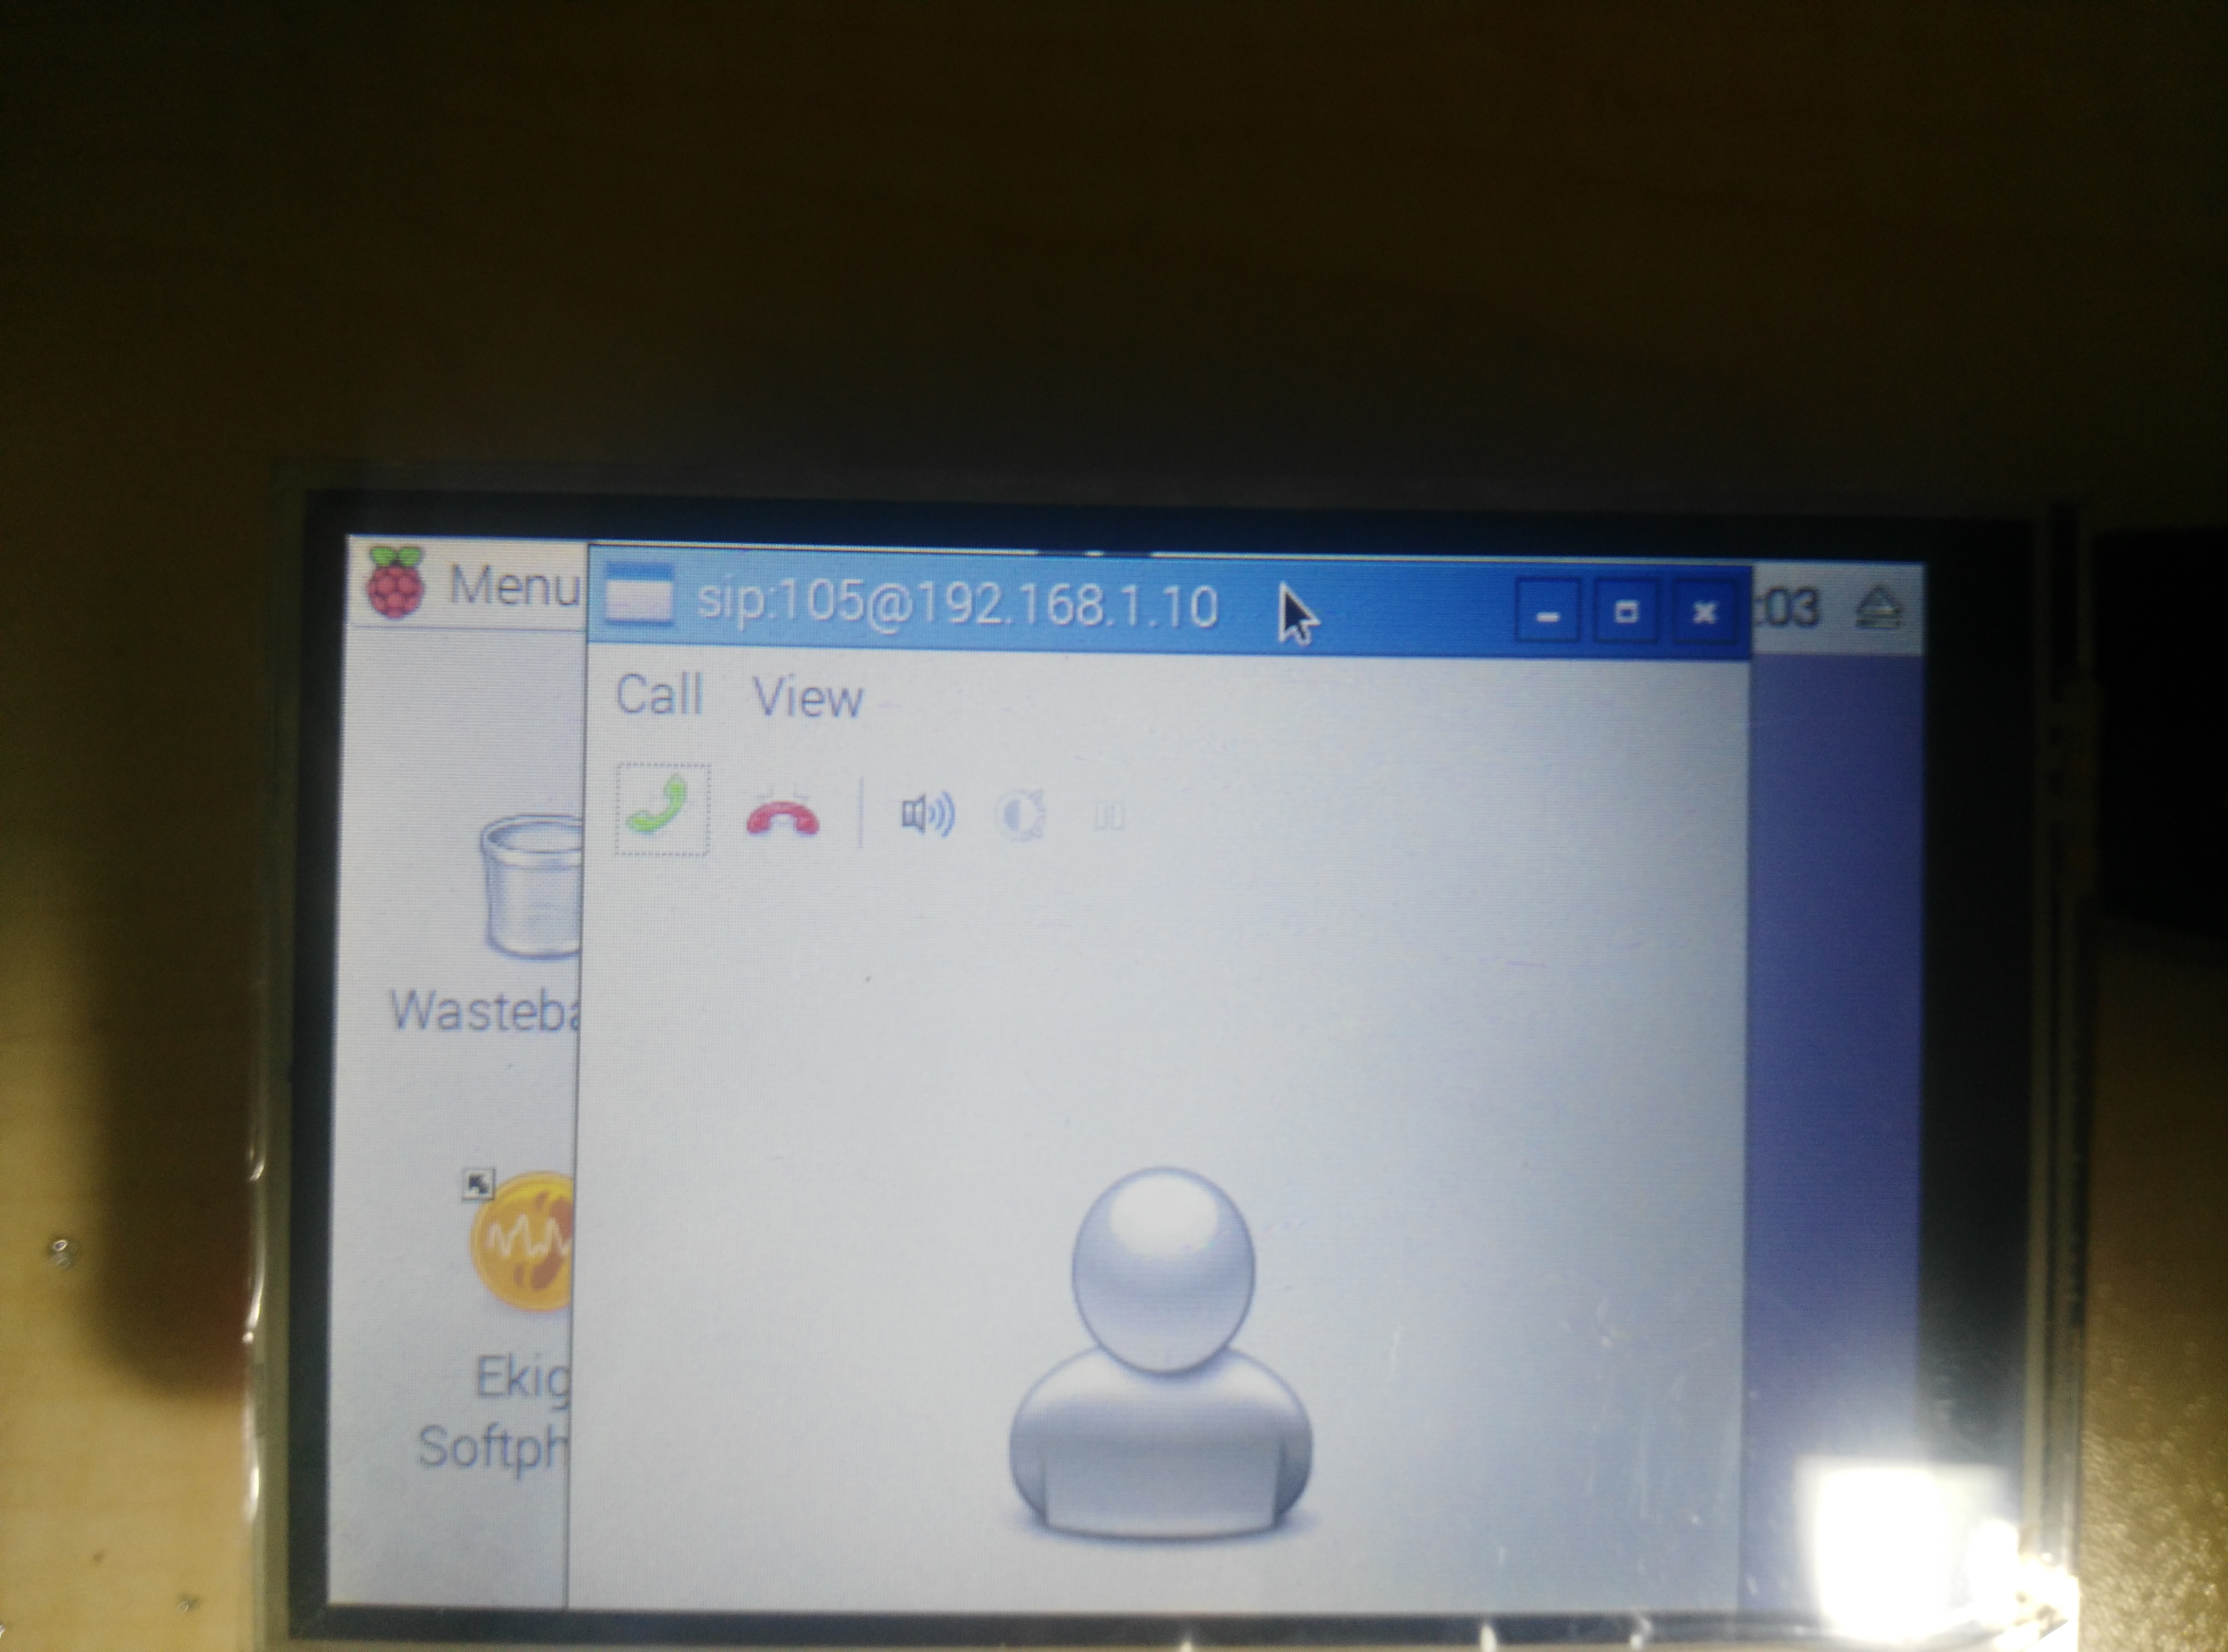 Menu
sip:105@192.168.1.10
:03
Call View
Wasteba
Ekig
Softph